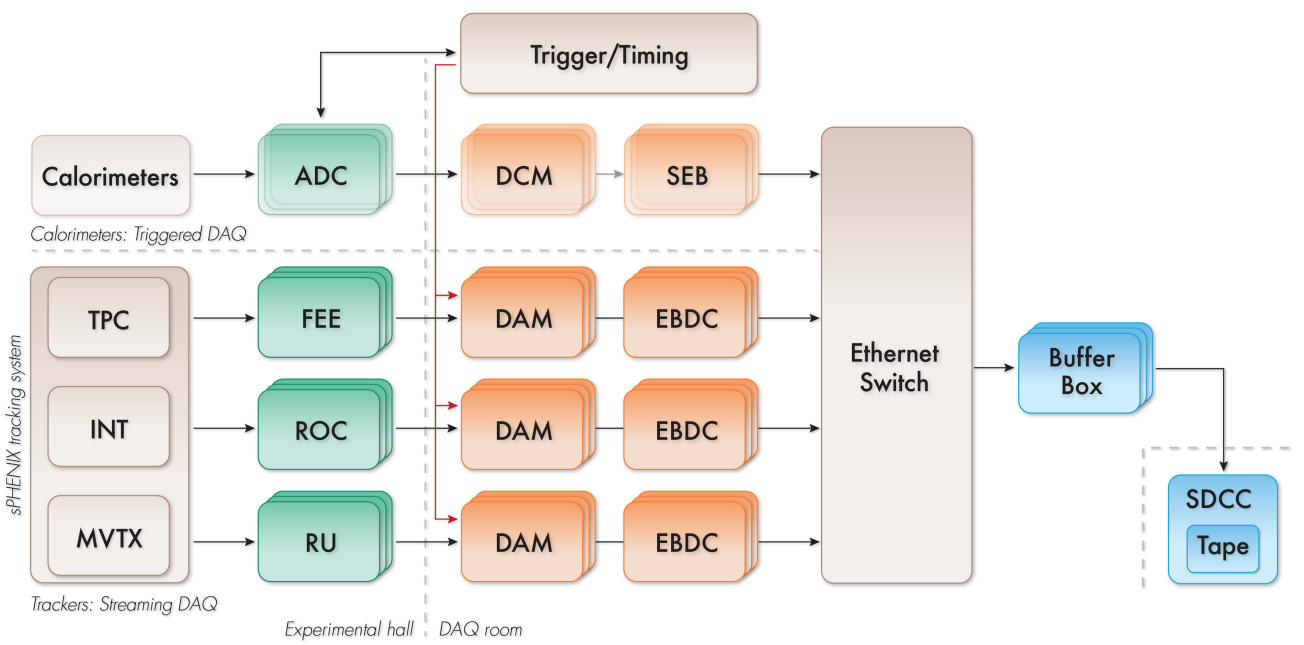 Trigger/Timing
Calorimeters
ADC
DCM
SEB
Calorimeters: Triggered DAQ
sPHENIX tracking system
TPC
FEE
DAM
EBDC
INT
ROC
DAM
EBDC
MVTX
RU
DAM
EBDC
Ethernet
Switch
Buffer
Box
SDCC
Tape
Trackers: Streaming DAQ
Experimental hall
DAQ room